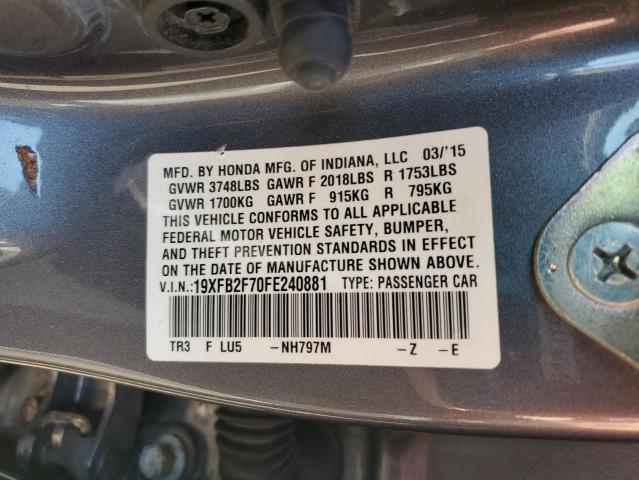 MFD. BY HONDA MFG. OF INDIANA, LLC 03/'15
GVWR 3748LBS GAWR F 2018LBS R 1753LBS
GVWR 1700KG GAWR F 915KG R 795KG
THIS VEHICLE CONFORMS TO ALL APPLICABLE
FEDERAL MOTOR VEHICLE SAFETY, BUMPER,
AND THEFT PREVENTION STANDARDS IN EFFECT
ON THE DATE OF MANUFACTURE SHOWN ABOVE.
V.I.N.:19XFB2F70FE240881 TYPE: PASSENGER CAR
TR3 F LU5 -NH797M -Z -E